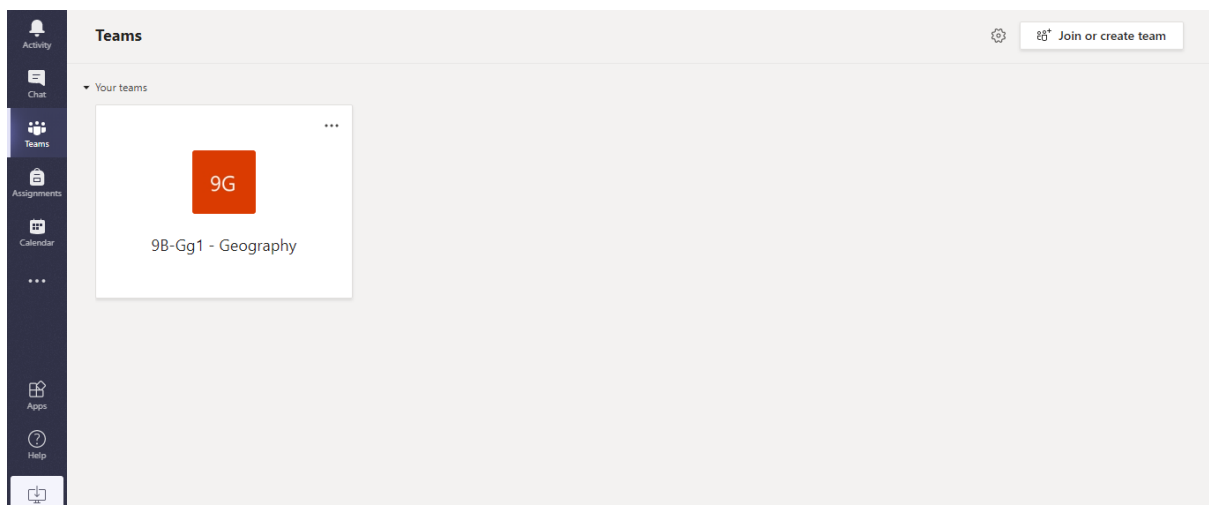 Activity
Teams
Join or create team
Chat
Your teams
Teams
9G
Assignments
9B-Gg1 - Geography
Calendar
Apps
Help